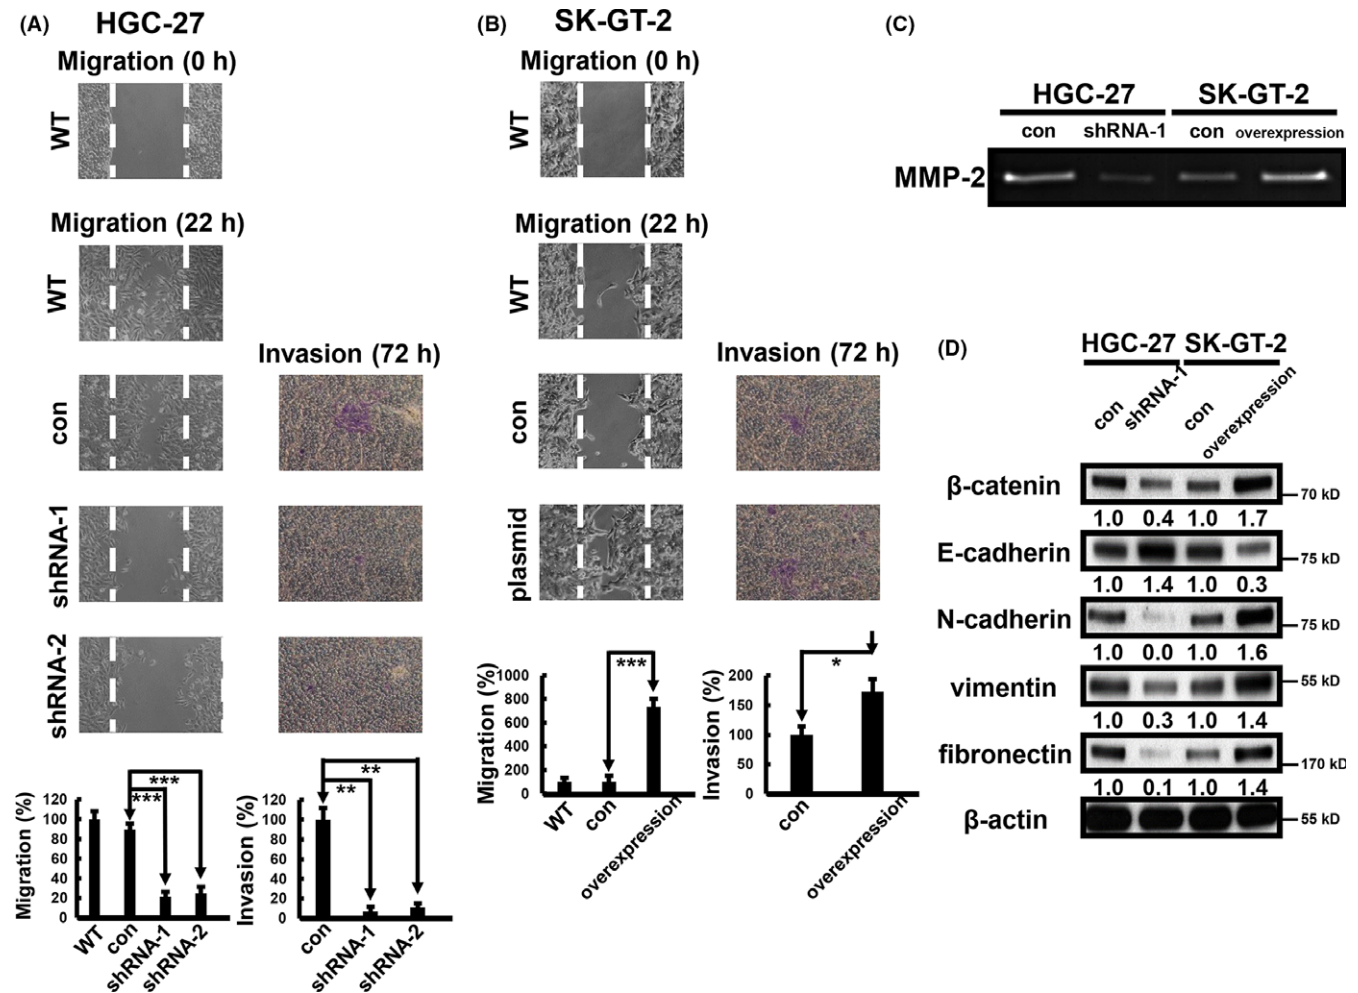 (A) HGC-27
Migration (0 h)
WT
Migration (22 h)
WT
Invasion (72 h)
con
shRNA-1
shRNA-2
Migration (%)
120
100
80
60
40
20
0
***
***
WT
con
shRNA-1
shRNA-2
Invasion (%)
120
100
80
60
40
20
0
**
**
con
shRNA-1
shRNA-2
(B) SK-GT-2
Migration (0 h)
WT
Migration (22 h)
WT
Invasion (72 h)
con
plasmid
Migration (%)
1000
800
600
400
200
0
***
WT
con
overexpression
Invasion (%)
200
150
100
50
0
*
con
overexpression
(C)
HGC-27 SK-GT-2
con shRNA-1 con overexpression
MMP-2
(D)
HGC-27 SK-GT-2
con shRNA-1 con overexpression
β-catenin 70 kD
1.0 0.4 1.0 1.7
E-cadherin 75 kD
1.0 1.4 1.0 0.3
N-cadherin 75 kD
1.0 0.0 1.0 1.6
vimentin 55 kD
1.0 0.3 1.0 1.4
fibronectin 170 kD
1.0 0.1 1.0 1.4
β-actin 55 kD